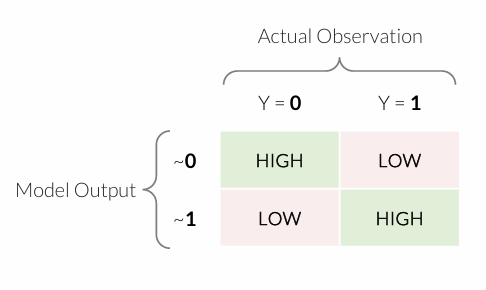 Actual Observation
Y = 0 Y = 1
~0 HIGH LOW
Model Output
~1 LOW HIGH